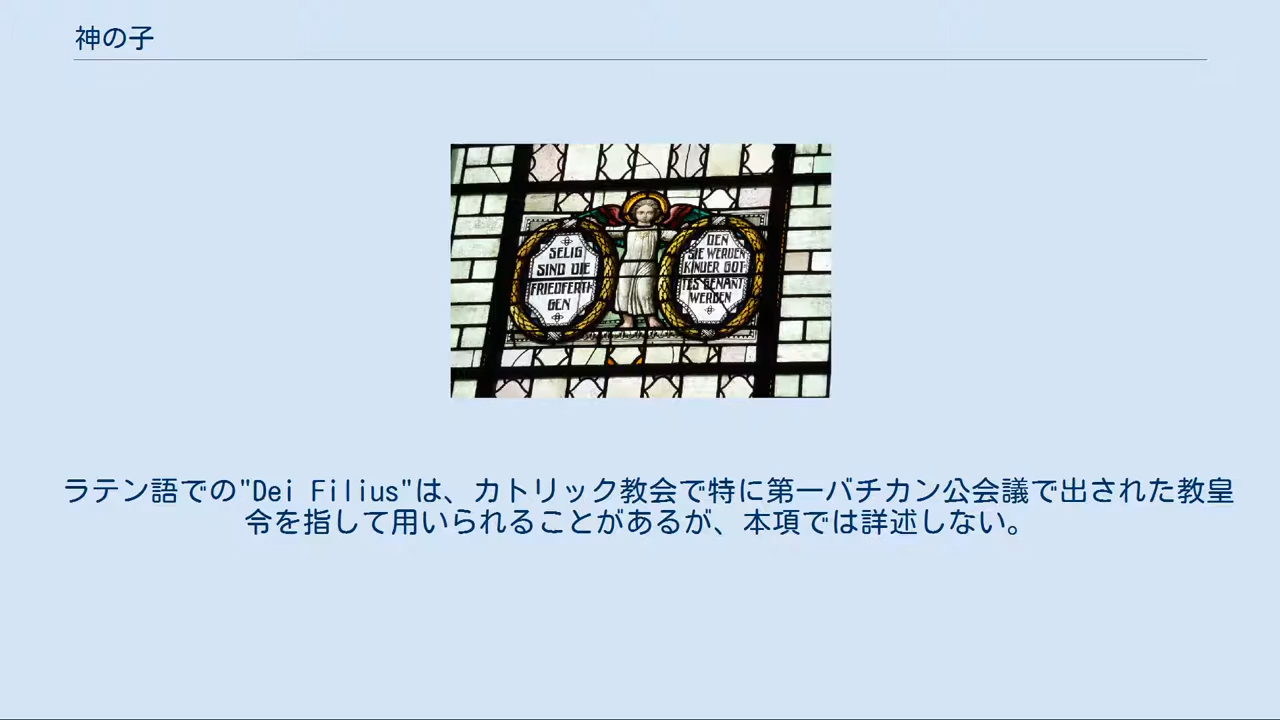 神の子
SELIG
SIND DIE
FRIEDFERTI
GEN
DEN
SIE WERDEN
KINDER GOT
TES GENANT
WERDEN
ラテン語での"Dei Filius"は、カトリック教会で特に第一バチカン公会議で出された教皇
令を指して用いられることがあるが、本項では詳述しない。